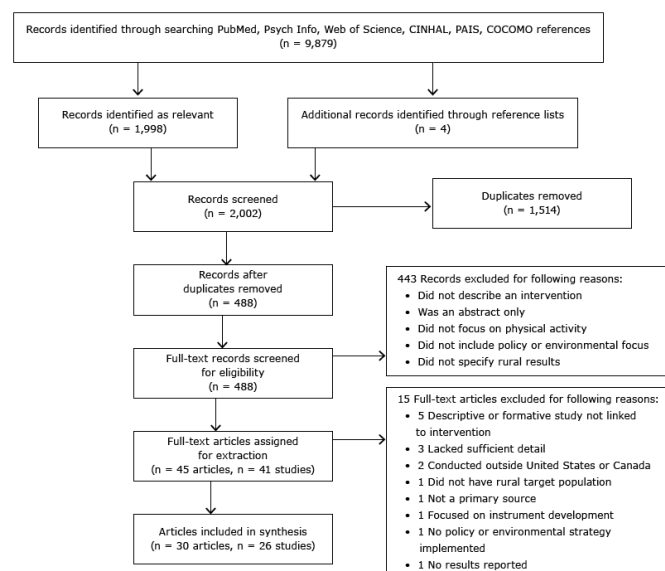 Records identified through searching PubMed, Psych Info, Web of Science, CINHAL, PAIS, COCOMO references
(n = 9,879)
Records identified as relevant
(n = 1,998)
Additional records identified through reference lists
(n = 4)
Records screened
(n = 2,002)
Duplicates removed
(n = 1,514)
Records after
duplicates removed
(n = 488)
443 Records excluded for following reasons:
• Did not describe an intervention
• Was an abstract only
• Did not focus on physical activity
• Did not include policy or environmental focus
• Did not specify rural results
Full-text records screened
for eligibility
(n = 488)
15 Full-text articles excluded for following reasons:
• 5 Descriptive or formative study not linked
to intervention
• 3 Lacked sufficient detail
• 2 Conducted outside United States or Canada
• 1 Did not have rural target population
• 1 Not a primary source
• 1 Focused on instrument development
• 1 No policy or environmental strategy
implemented
• 1 No results reported
Full-text articles assigned
for extraction
(n = 45 articles, n = 41 studies)
Articles included in synthesis
(n = 30 articles, n = 26 studies)